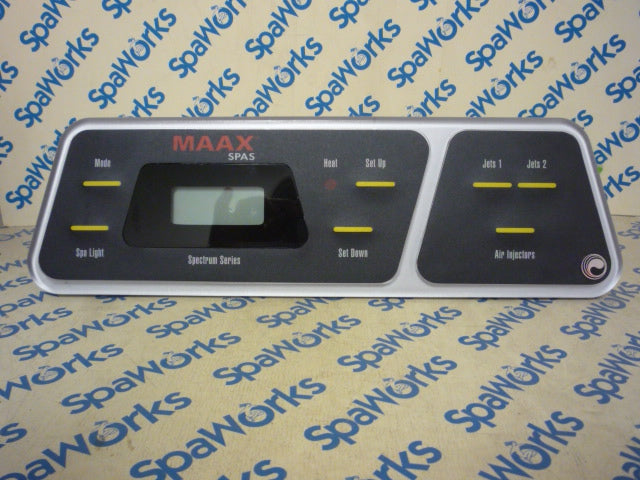 MAAX
SPAS
Mode
Heat
Set Up
Jets 1
Jets 2
Spa Light
Spectrum Series
Set Down
Air Injectors
SpaWorks